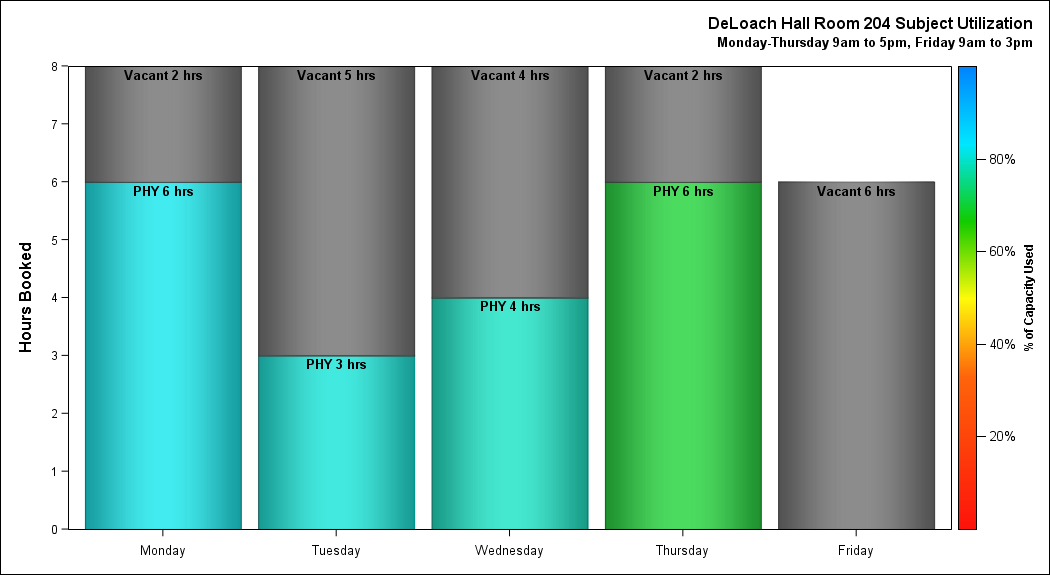 DeLoach Hall Room 204 Subject Utilization
Monday-Thursday 9am to 5pm, Friday 9am to 3pm
Hours Booked
8
7
6
5
4
3
2
1
0
Vacant 2 hrs
PHY 6 hrs
Vacant 5 hrs
PHY 3 hrs
Vacant 4 hrs
PHY 4 hrs
Vacant 2 hrs
PHY 6 hrs
Vacant 6 hrs
Monday
Tuesday
Wednesday
Thursday
Friday
80%
60%
40%
20%
% of Capacity Used